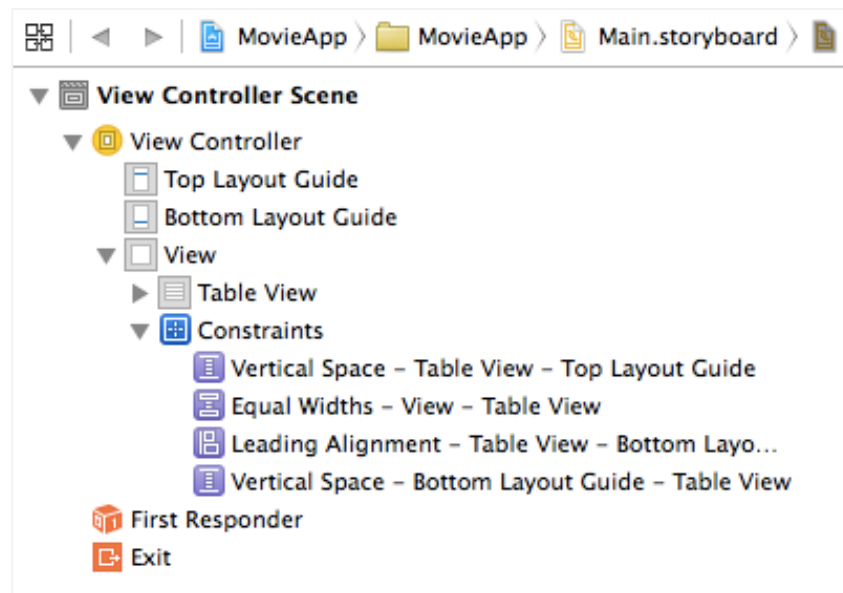 MovieApp MovieApp Main.storyboard
View Controller Scene
View Controller
Top Layout Guide
Bottom Layout Guide
View
Table View
Constraints
Vertical Space – Table View – Top Layout Guide
Equal Widths – View – Table View
Leading Alignment – Table View – Bottom Layo...
Vertical Space – Bottom Layout Guide – Table View
First Responder
Exit